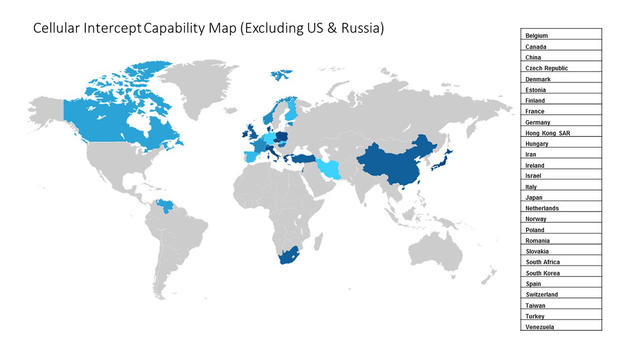 Cellular Intercept Capability Map (Excluding US & Russia)
Belgium
Canada
China
Czech Republic
Denmark
Estonia
Finland
France
Germany
Hong Kong SAR
Hungary
Iran
Ireland
Israel
Italy
Japan
Netherlands
Norway
Poland
Romania
Slovakia
South Africa
South Korea
Spain
Switzerland
Taiwan
Turkey
Venezuela